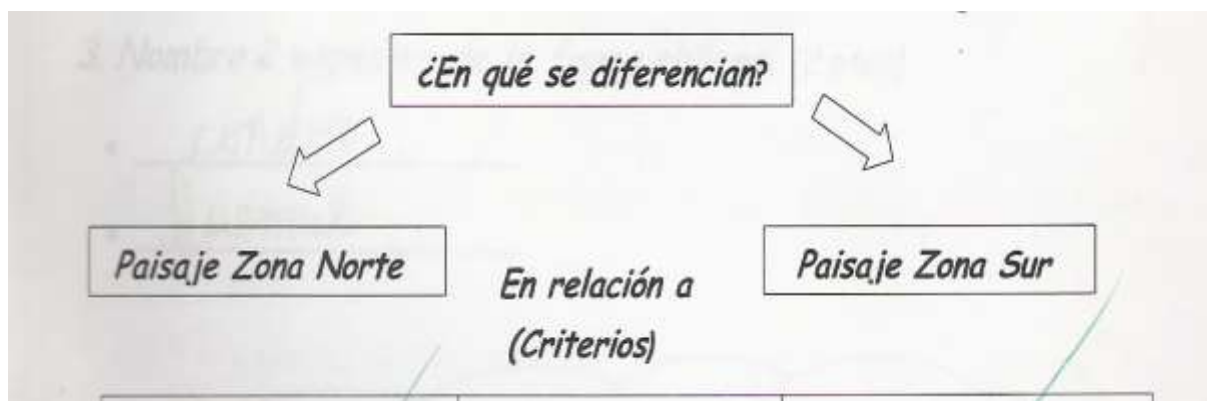 ¿En qué se diferencian?
Paisaje Zona Norte
En relación a
(Criterios)
Paisaje Zona Sur